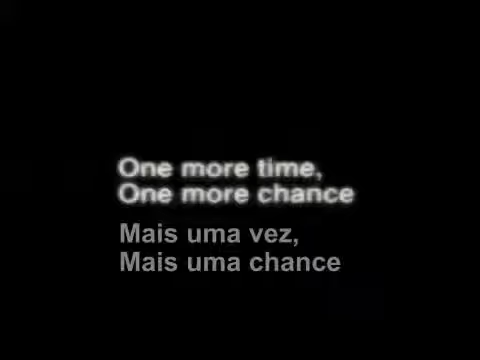 One more time,
One more chance
Mais uma vez,
Mais uma chance